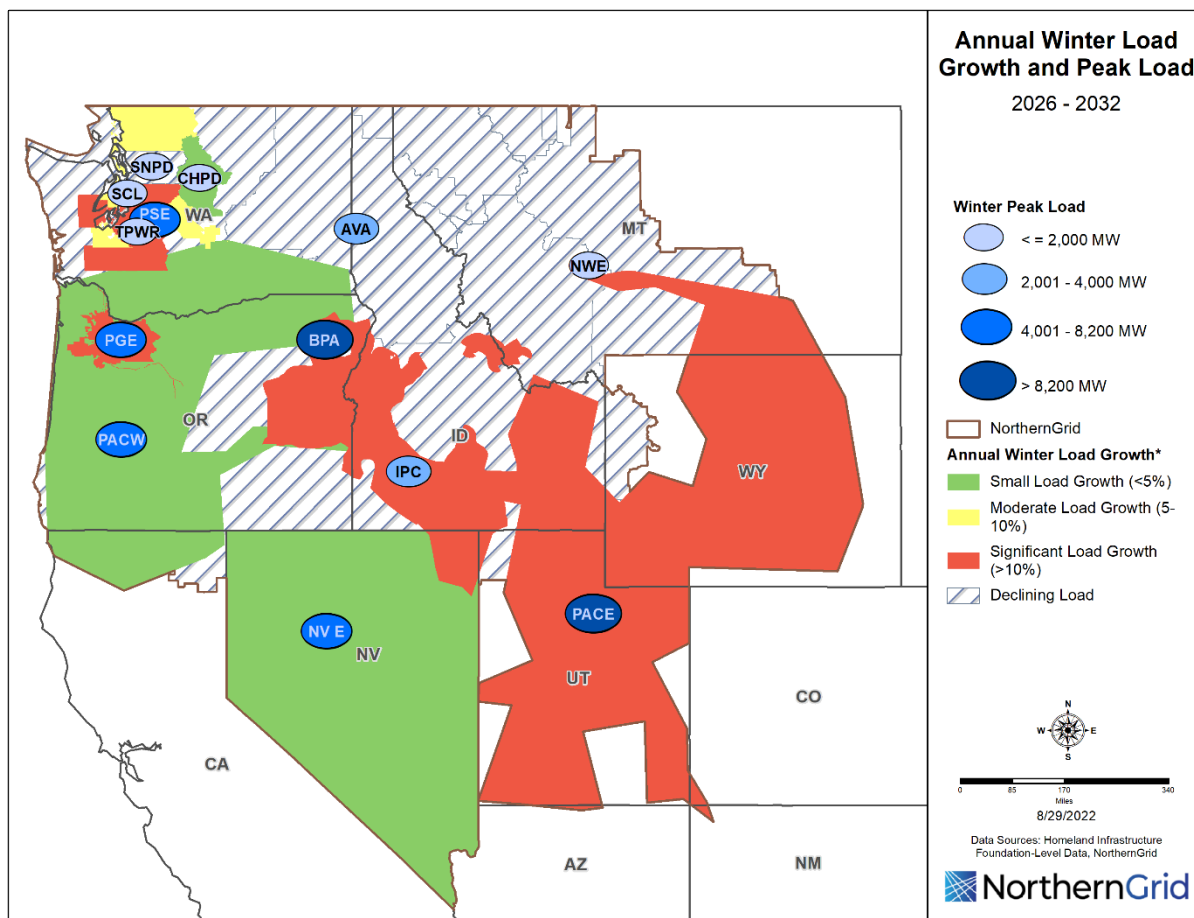 Annual Winter Load
Growth and Peak Load
2026 - 2032
Winter Peak Load
< = 2,000 MW
2,001 - 4,000 MW
4,001 - 8,200 MW
> 8,200 MW
NorthernGrid
Annual Winter Load Growth*
Small Load Growth (<5%)
Moderate Load Growth (5-
10%)
Significant Load Growth
(>10%)
Declining Load
N
W E
S
0 85 170 340
Miles
8/29/2022
Data Sources: Homeland Infrastructure
Foundation-Level Data, NorthernGrid
NorthernGrid
SNPD
CHPD
SCL
PSE
WA
TPWR
AVA
MT
NWE
PGE
BPA
OR
PACW
ID
IPC
WY
PACE
NV E
NV
UT
CO
CA
AZ
NM